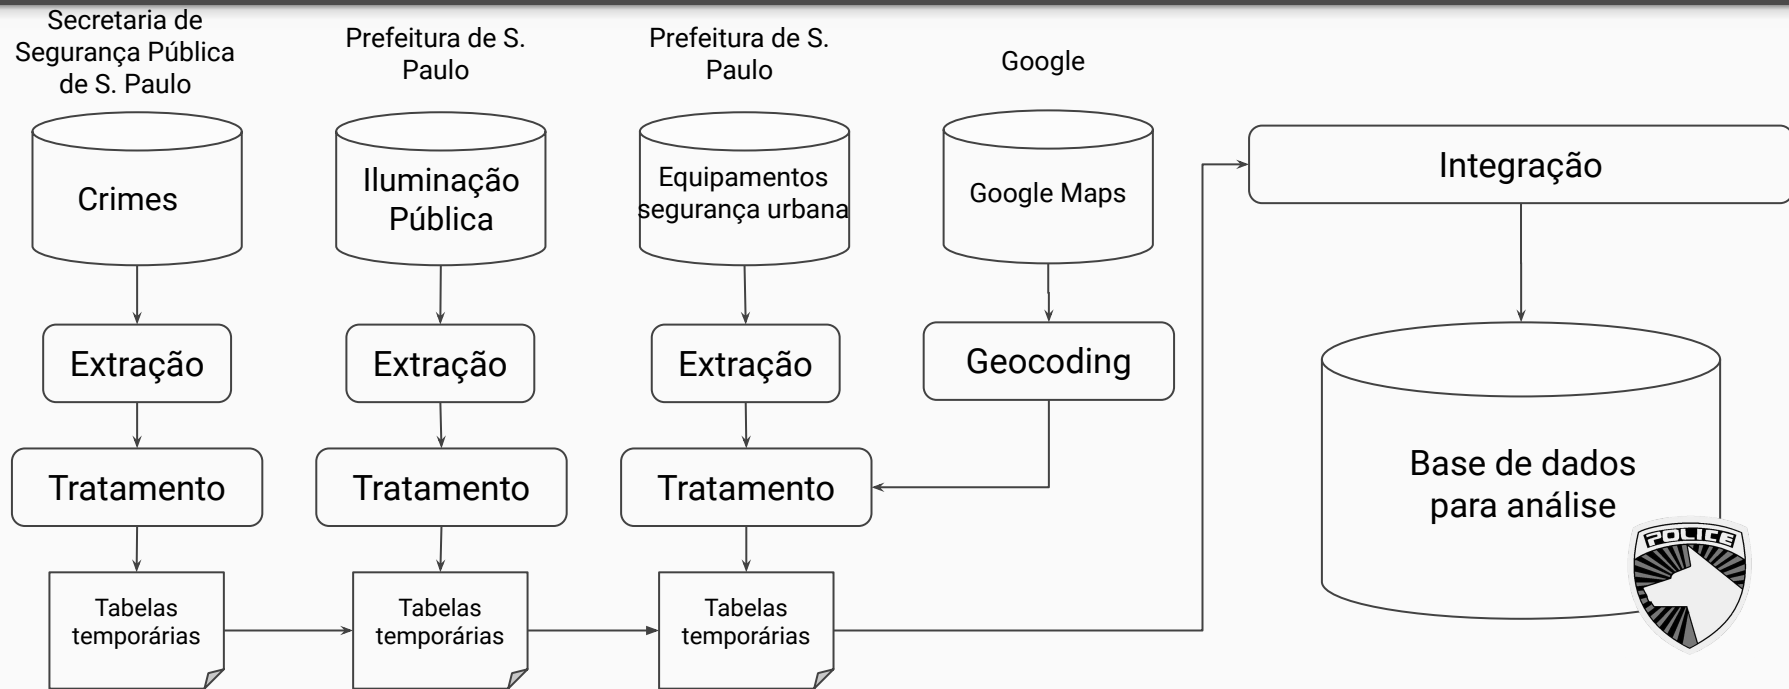 Secretaria de
Segurança Pública
de S. Paulo
Prefeitura de S.
Paulo
Prefeitura de S.
Paulo
Google
Crimes
Iluminação
Pública
Equipamentos
segurança urbana
Google Maps
Integração
Extração
Extração
Extração
Geocoding
Tratamento
Tratamento
Tratamento
Base de dados
para análise
POLICE
Tabelas
temporárias
Tabelas
temporárias
Tabelas
temporárias